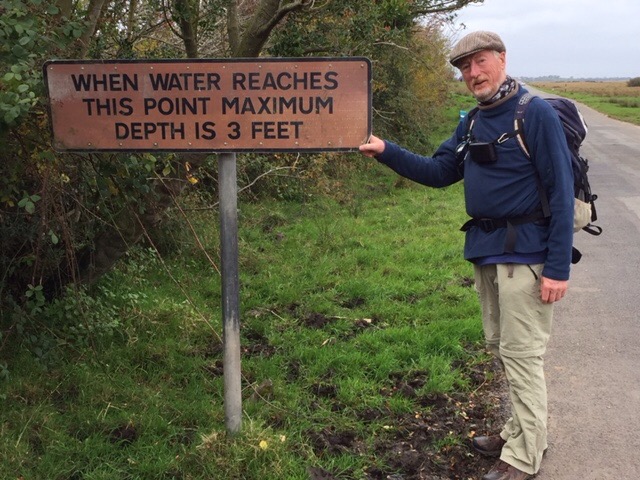 WHEN WATER REACHES
THIS POINT MAXIMUM
DEPTH IS 3 FEET